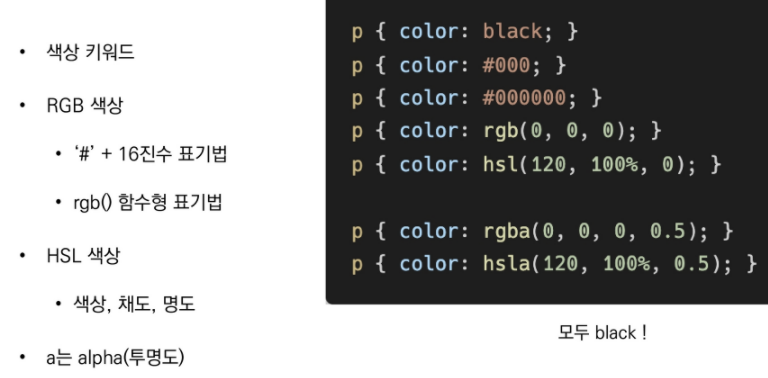 • 색상 키워드
• RGB 색상
• ‘#’ + 16진수 표기법
• rgb() 함수형 표기법
• HSL 색상
• 색상, 채도, 명도
• a는 alpha(투명도)
p { color: black; }
p { color: #000; }
p { color: #000000; }
p { color: rgb(0, 0, 0); }
p { color: hsl(120, 100%, 0); }
p { color: rgba(0, 0, 0, 0.5); }
p { color: hsla(120, 100%, 0.5); }
모두 black !